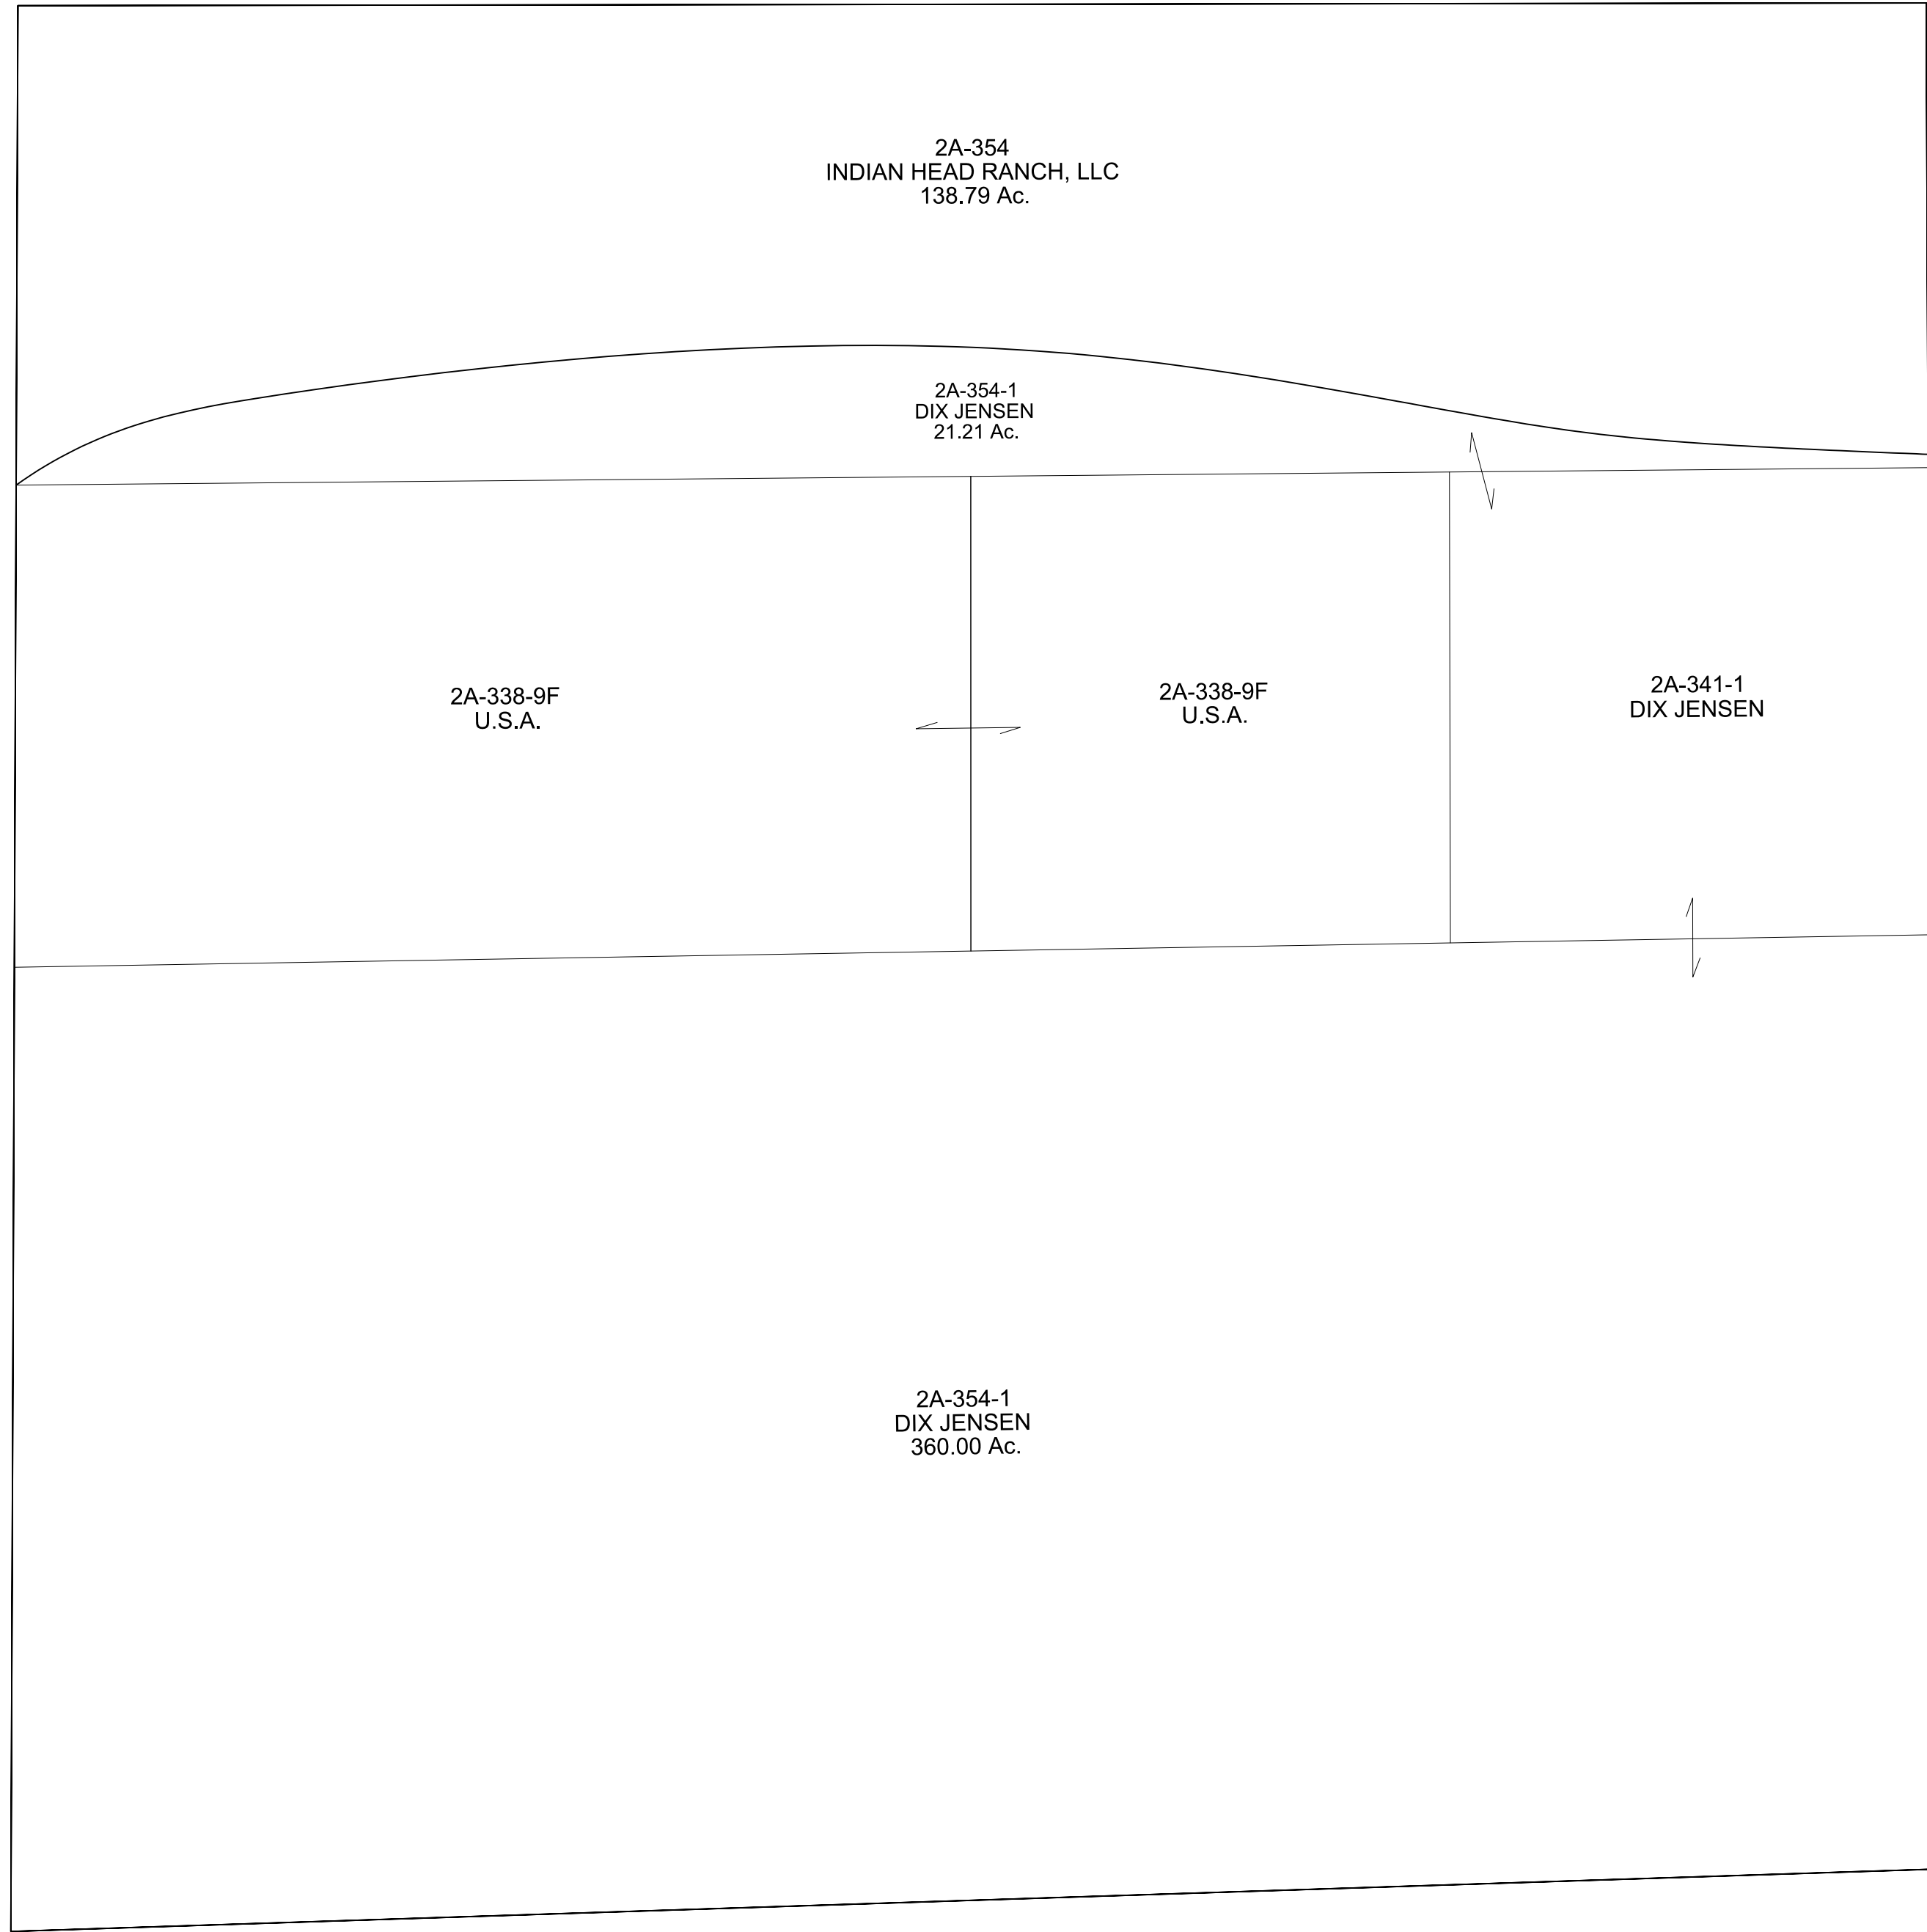 2A-354
INDIAN HEAD RANCH, LLC
138.79 Ac.
2A-354-1
DIX JENSEN
21.21 Ac.
2A-338-9F
U.S.A.
2A-338-9F
U.S.A.
2A-341-1
DIX JENSEN
2A-354-1
DIX JENSEN
360.00 Ac.